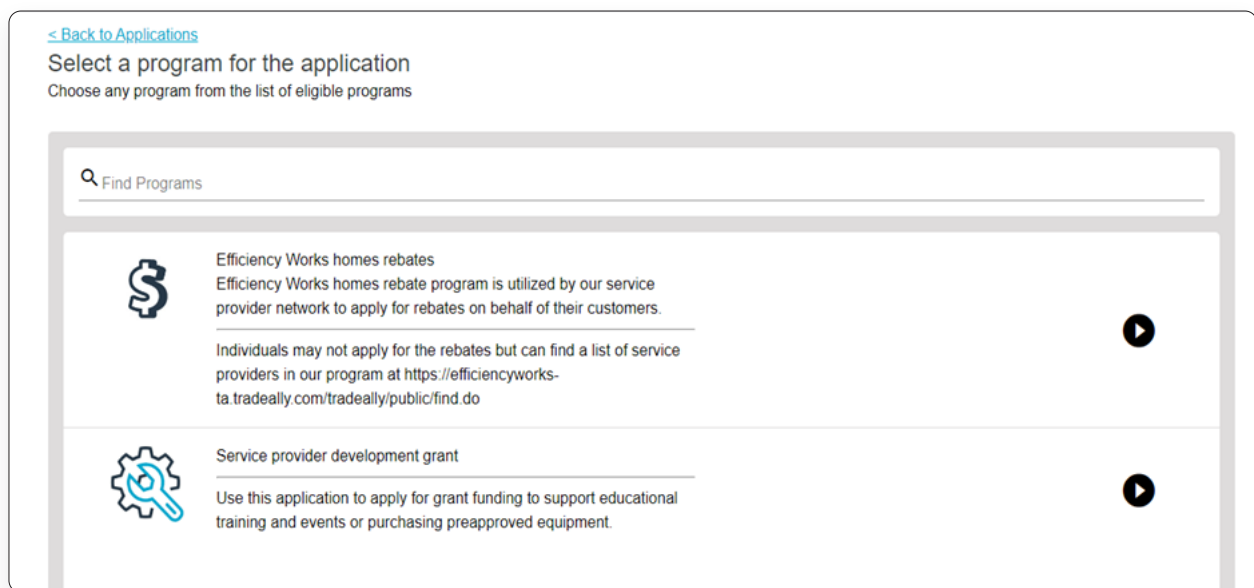 < Back to Applications
Select a program for the application
Choose any program from the list of eligible programs
Find Programs
Efficiency Works homes rebates
Efficiency Works homes rebate program is utilized by our service
provider network to apply for rebates on behalf of their customers.
Individuals may not apply for the rebates but can find a list of service
providers in our program at https://efficiencyworks-
ta.tradeally.com/tradeally/public/find.do
Service provider development grant
Use this application to apply for grant funding to support educational
training and events or purchasing preapproved equipment.